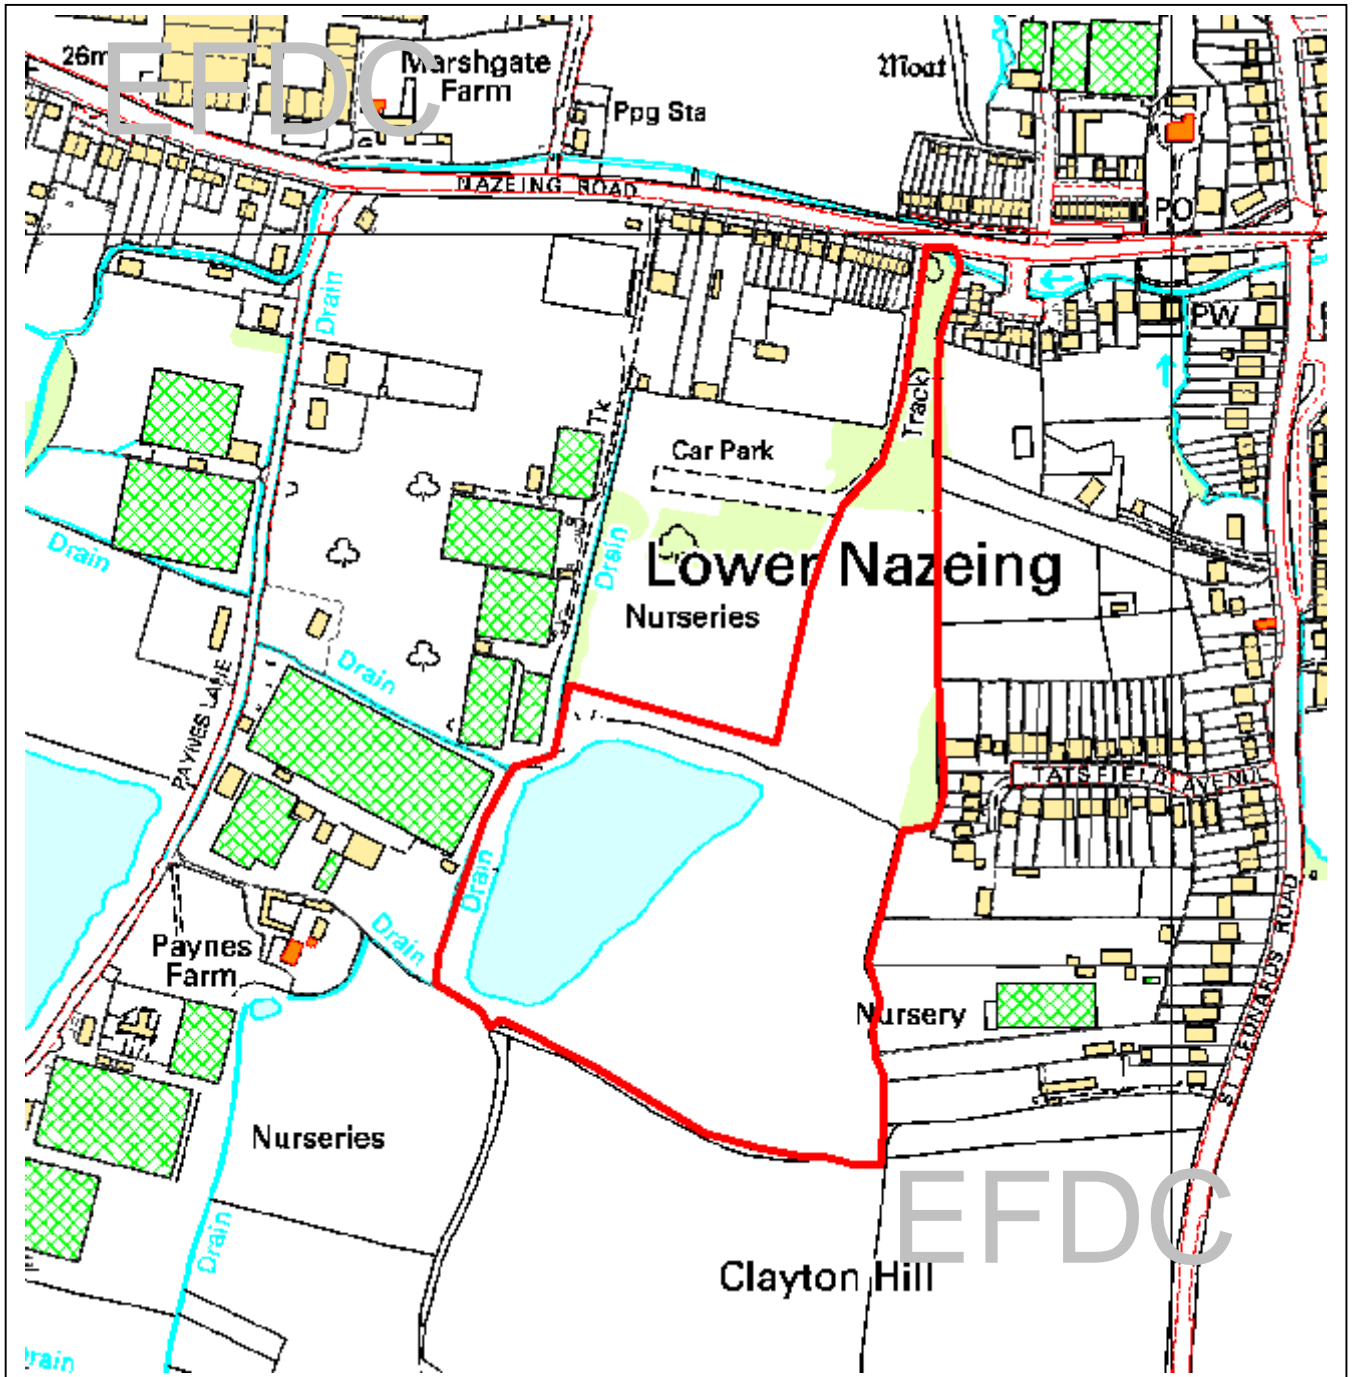 EFDC
26m
Marshgate
Farm
Ppg Sta
Moat
NAZEING ROAD
PO
Drain
PW
Track
Tk
Car Park
Drain
Drain
Lower Nazeing
Nurseries
Drain
PAYNES LANE
TATSFIELD AVENUE
Drain
Paynes
Farm
Drain
Nursery
ST LEONARDS ROAD
Nurseries
Drain
EFDC
Clayton Hill
rain